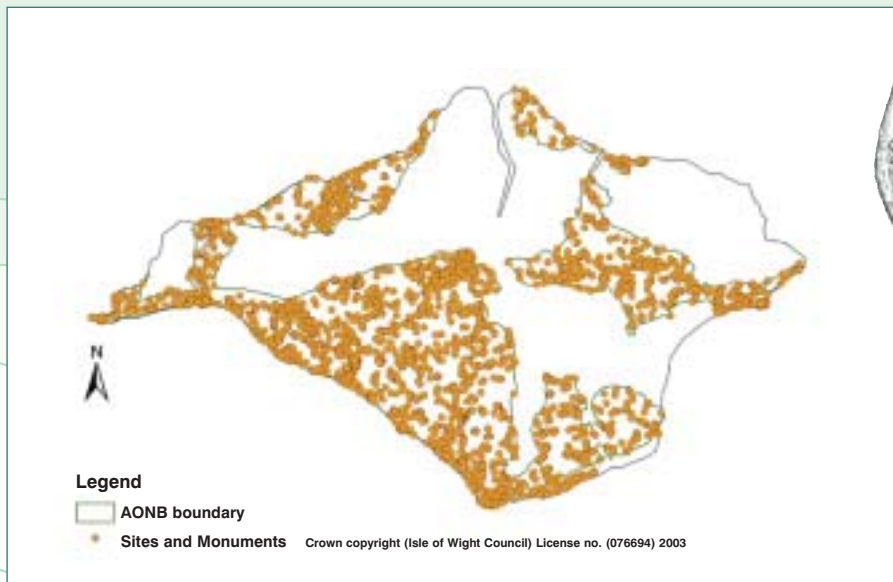 N
Legend
AONB boundary
Sites and Monuments Crown copyright (Isle of Wight Council) License no. (076694) 2003